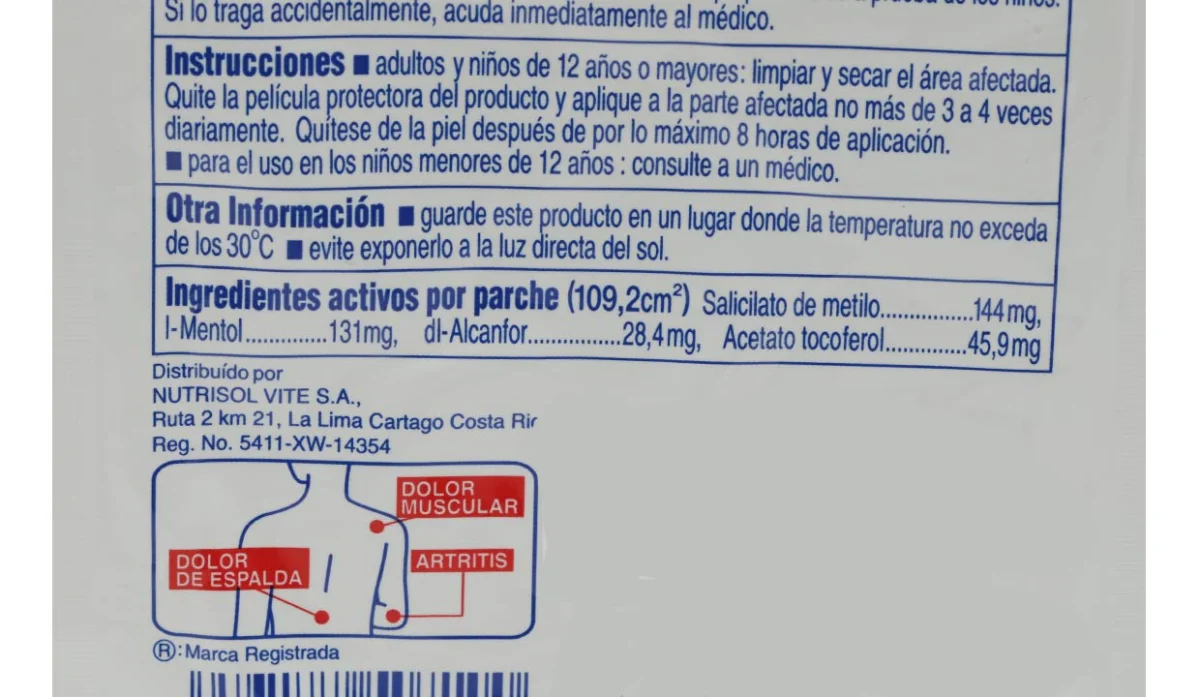 Si lo traga accidentalmente, acuda inmediatamente al médico.
Instrucciones ■ adultos y niños de 12 años o mayores: limpiar y secar el área afectada.
Quite la película protectora del producto y aplique a la parte afectada no más de 3 a 4 veces
diariamente. Quítese de la piel después de por lo máximo 8 horas de aplicación.
■ para el uso en los niños menores de 12 años : consulte a un médico.
Otra Información ■ guarde este producto en un lugar donde la temperatura no exceda
de los 30°C ■ evite exponerlo a la luz directa del sol.
Ingredientes activos por parche (109,2cm²) Salicilato de metilo................144mg,
l-Mentol..............131mg, dl-Alcanfor................28,4mg, Acetato tocoferol..............45,9mg
Distribuído por
NUTRISOL VITE S.A.,
Ruta 2 km 21, La Lima Cartago Costa
Reg. No. 5411-XW-14354
DOLOR
MUSCULAR
ARTRITIS
DOLOR
DE ESPALDA
®:Marca Registrada